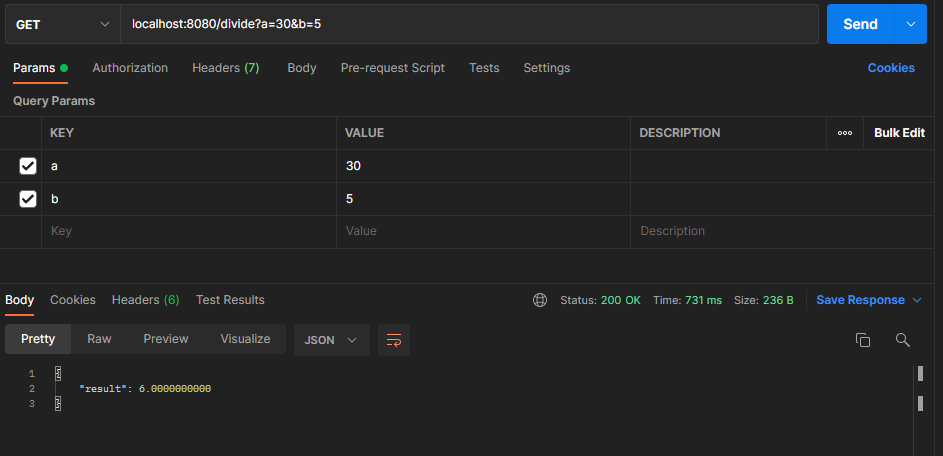 GET localhost:8080/divide?a=30&b=5 Send
Params Authorization Headers (7) Body Pre-request Script Tests Settings Cookies
Query Params
KEY VALUE DESCRIPTION ooo Bulk Edit
a 30
b 5
Key Value Description
Body Cookies Headers (6) Test Results Status: 200 OK Time: 731 ms Size: 236 B Save Response
Pretty Raw Preview Visualize JSON
1 {
2 "result": 6.0000000000
3 }